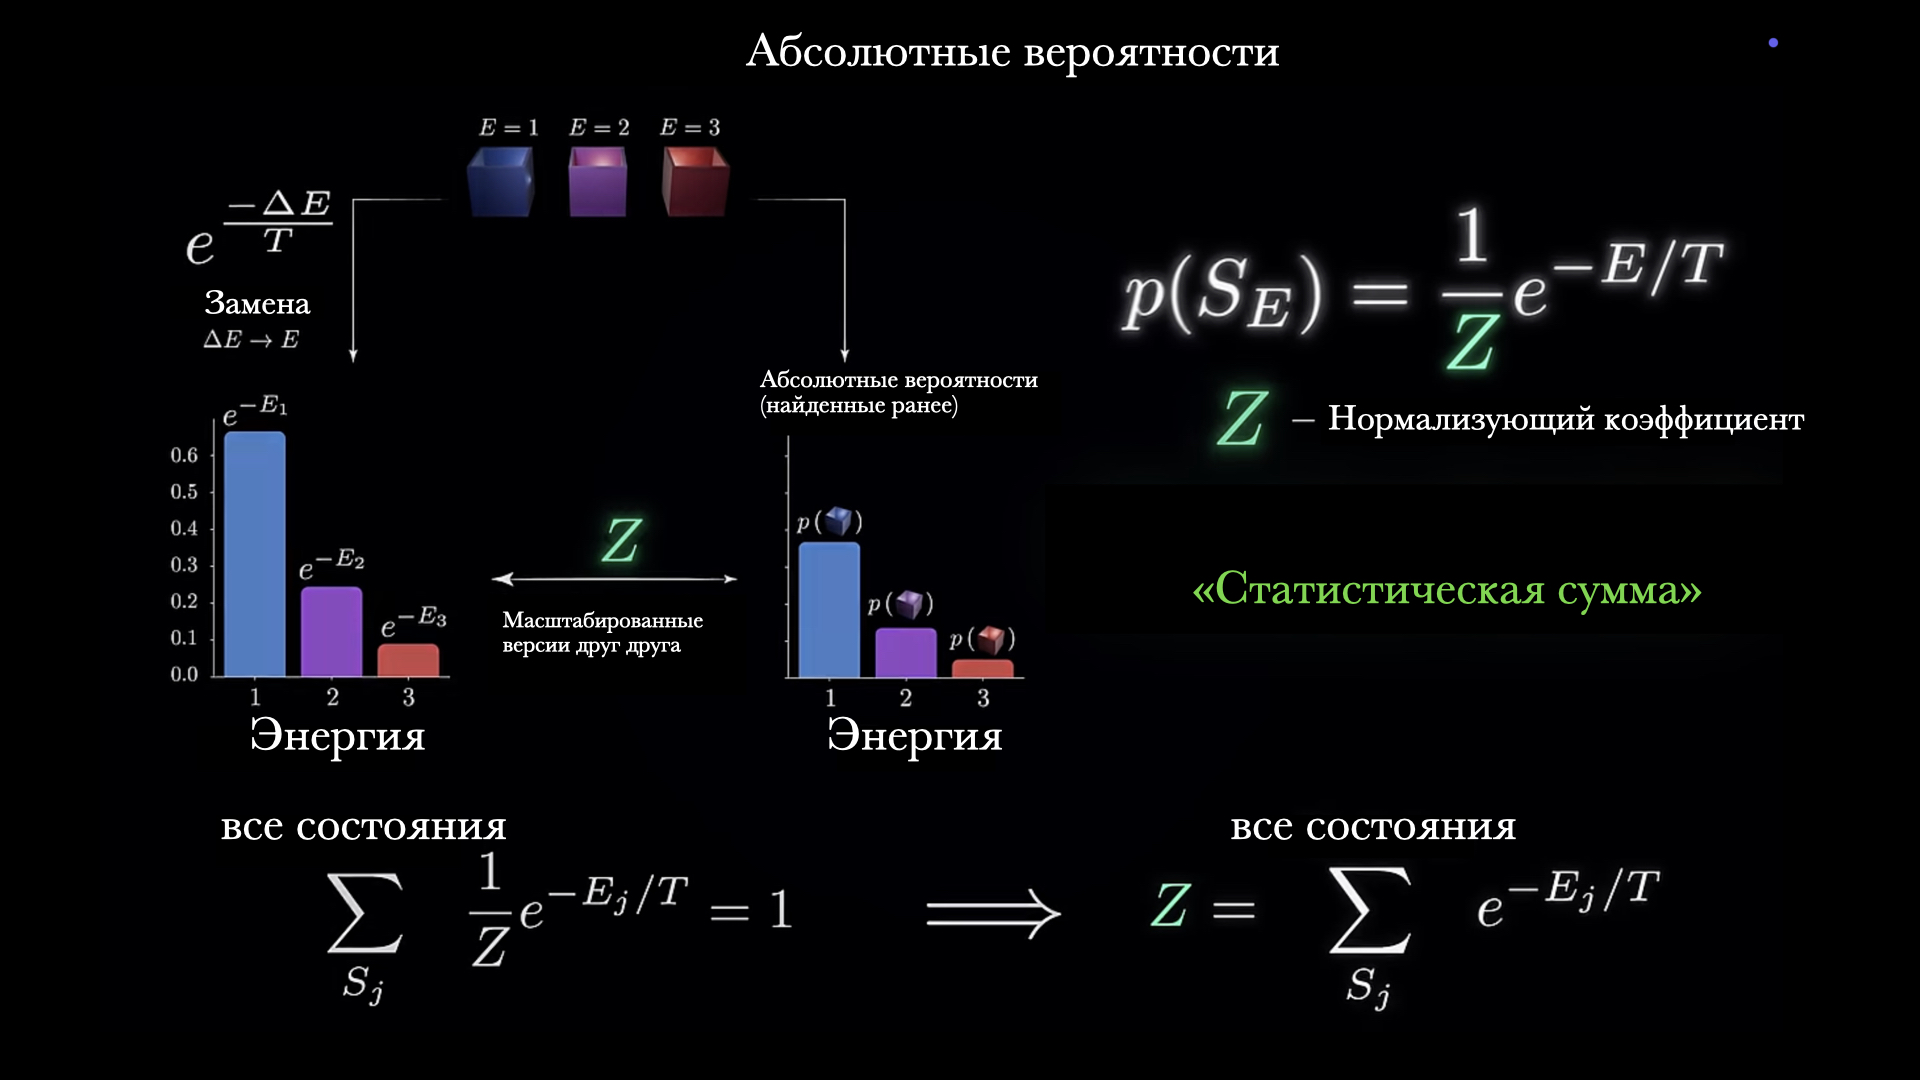 Абсолютные вероятности
E = 1 E = 2 E = 3
e^{\frac{-\Delta E}{T}}
Замена
ΔE → E
p(S_E) = \frac{1}{Z} e^{-E/T}
Z – Нормализующий коэффициент
Абсолютные вероятности
(найденные ранее)
e^{-E_1}
e^{-E_2}
e^{-E_3}
0.6
0.5
0.4
0.3
0.2
0.1
0.0
1 2 3
Энергия
Z
Масштабированные
версии друг друга
p( )
p( )
p( )
1 2 3
Энергия
«Статистическая сумма»
все состояния
\sum_{S_j} \frac{1}{Z} e^{-E_j/T} = 1
⟹
все состояния
Z = \sum_{S_j} e^{-E_j/T}